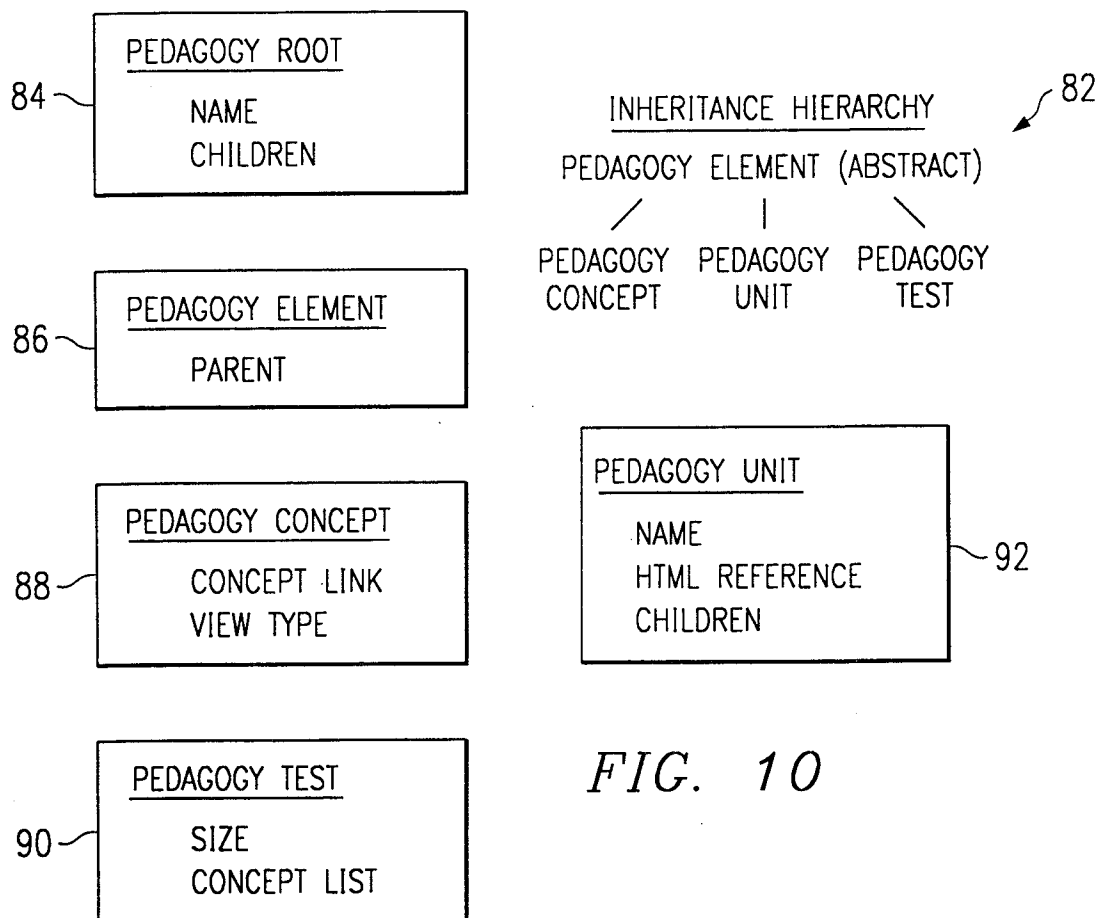 PEDAGOGY ROOT
84
NAME
CHILDREN
82
INHERITANCE HIERARCHY
PEDAGOGY ELEMENT (ABSTRACT)
PEDAGOGY CONCEPT
PEDAGOGY UNIT
PEDAGOGY TEST
PEDAGOGY ELEMENT
86
PARENT
PEDAGOGY CONCEPT
88
CONCEPT LINK
VIEW TYPE
PEDAGOGY UNIT
NAME
HTML REFERENCE
CHILDREN
92
PEDAGOGY TEST
90
SIZE
CONCEPT LIST
FIG. 10